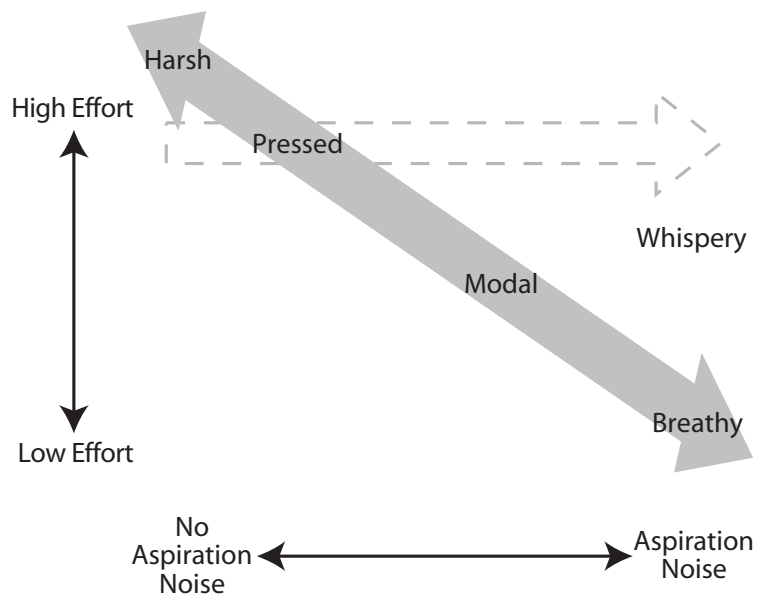 Harsh
High Effort
Pressed
Whispery
Modal
Breathy
Low Effort
No
Aspiration
Noise
Aspiration
Noise